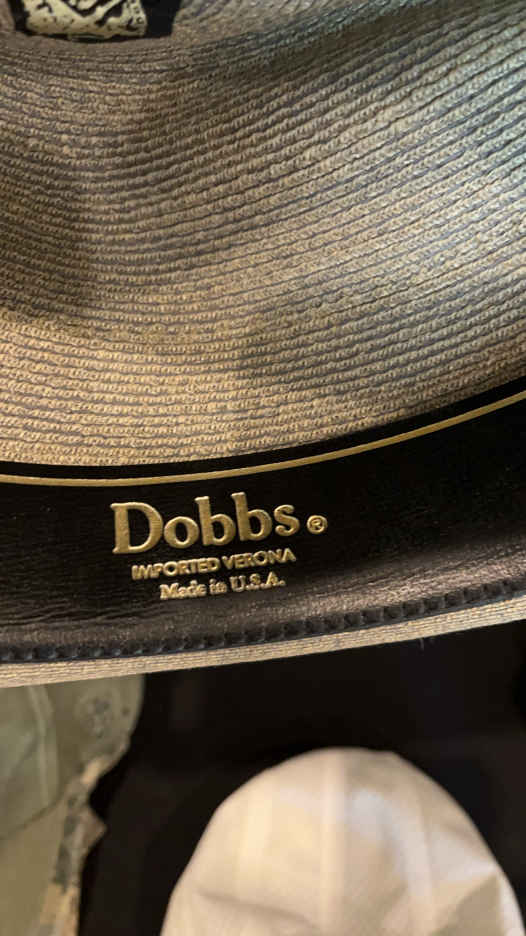 Dobbs®
IMPORTED VERONA
Made in U.S.A.